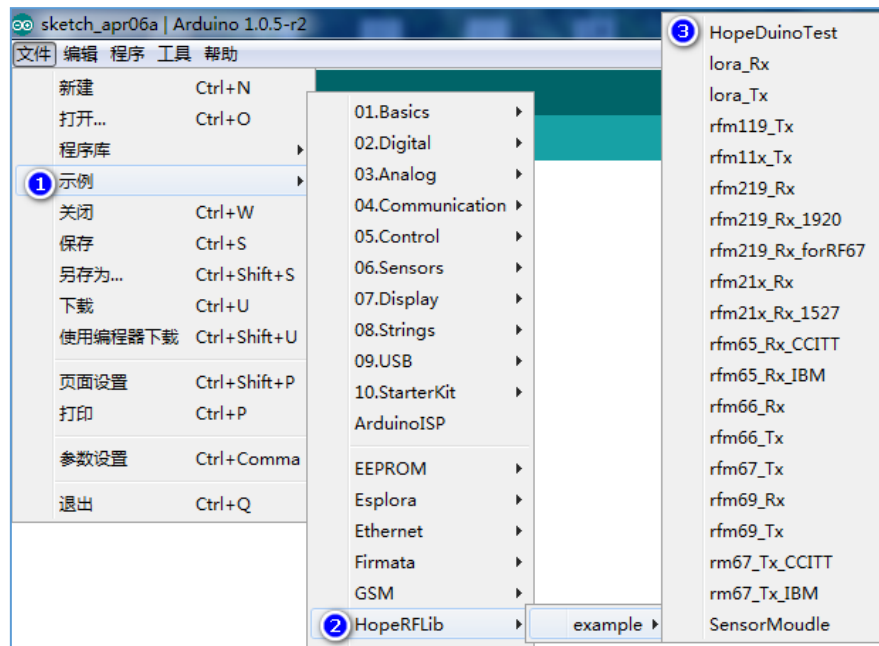 sketch_apr06a | Arduino 1.0.5-r2
文件 编辑 程序 工具 帮助
新建 Ctrl+N
打开... Ctrl+O
程序库
1 示例
关闭 Ctrl+W
保存 Ctrl+S
另存为... Ctrl+Shift+S
下载 Ctrl+U
使用编程器下载 Ctrl+Shift+U
页面设置 Ctrl+Shift+P
打印 Ctrl+P
参数设置 Ctrl+Comma
退出 Ctrl+Q
01.Basics
02.Digital
03.Analog
04.Communication
05.Control
06.Sensors
07.Display
08.Strings
09.USB
10.StarterKit
ArduinoISP
EEPROM
Esplora
Ethernet
Firmata
GSM
2 HopeRFLib
example
3 HopeDuinoTest
lora_Rx
lora_Tx
rfm119_Tx
rfm11x_Tx
rfm219_Rx
rfm219_Rx_1920
rfm219_Rx_forRF67
rfm21x_Rx
rfm21x_Rx_1527
rfm65_Rx_CCITT
rfm65_Rx_IBM
rfm66_Rx
rfm66_Tx
rfm67_Tx
rfm69_Rx
rfm69_Tx
rm67_Tx_CCITT
rm67_Tx_IBM
SensorMoudle